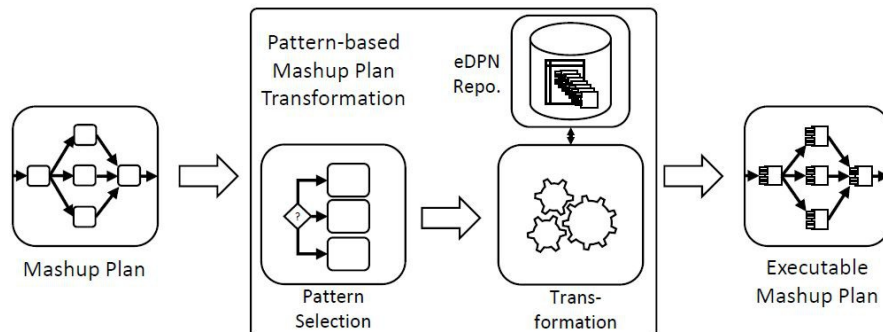 Pattern-based
Mashup Plan
Transformation
eDPN
Repo.
?
Mashup Plan
Pattern
Selection
Trans-
formation
Executable
Mashup Plan